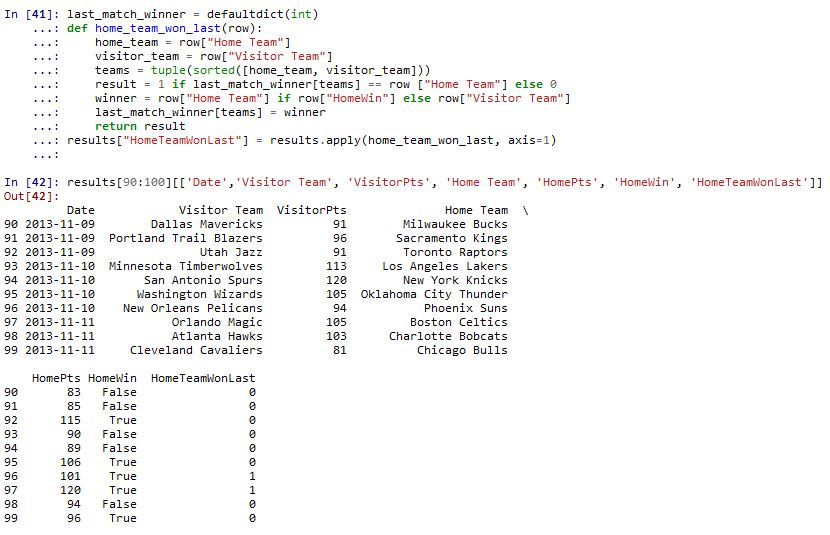 In [41]: last_match_winner = defaultdict(int)
    ...: def home_team_won_last(row):
    ...:     home_team = row["Home Team"]
    ...:     visitor_team = row["Visitor Team"]
    ...:     teams = tuple(sorted([home_team, visitor_team]))
    ...:     result = 1 if last_match_winner[teams] == row ["Home Team"] else 0
    ...:     winner = row["Home Team"] if row["HomeWin"] else row["Visitor Team"]
    ...:     last_match_winner[teams] = winner
    ...:     return result
    ...: results["HomeTeamWonLast"] = results.apply(home_team_won_last, axis=1)
    ...:
In [42]: results[90:100][['Date','Visitor Team', 'VisitorPts', 'Home Team', 'HomePts', 'HomeWin', 'HomeTeamWonLast']]
Out[42]:
         Date            Visitor Team  VisitorPts              Home Team  \
90 2013-11-09        Dallas Mavericks          91        Milwaukee Bucks
91 2013-11-09  Portland Trail Blazers          96       Sacramento Kings
92 2013-11-09               Utah Jazz          91        Toronto Raptors
93 2013-11-10  Minnesota Timberwolves         113     Los Angeles Lakers
94 2013-11-10       San Antonio Spurs         120        New York Knicks
95 2013-11-10      Washington Wizards         105  Oklahoma City Thunder
96 2013-11-10    New Orleans Pelicans          94           Phoenix Suns
97 2013-11-11           Orlando Magic         105         Boston Celtics
98 2013-11-11           Atlanta Hawks         103      Charlotte Bobcats
99 2013-11-11     Cleveland Cavaliers          81          Chicago Bulls
    HomePts HomeWin  HomeTeamWonLast
90       83   False                0
91       85   False                0
92      115    True                0
93       90   False                0
94       89   False                0
95      106    True                0
96      101    True                1
97      120    True                1
98       94   False                0
99       96    True                0